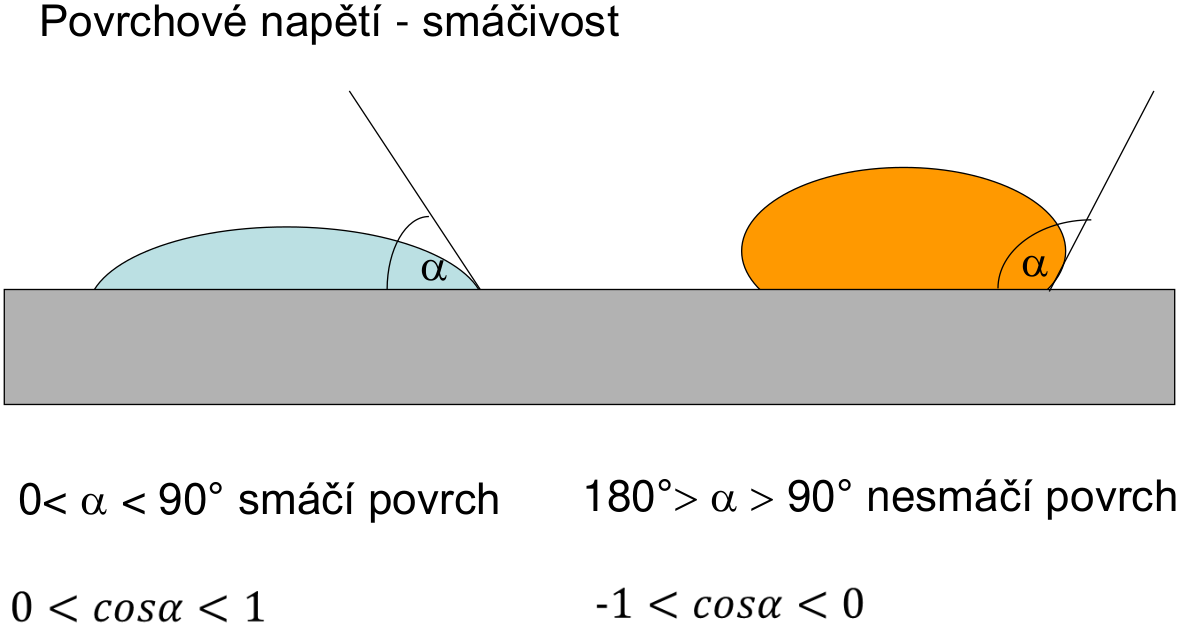 Povrchové napětí - smáčivost
α
α
0< α < 90° smáčí povrch
180°> α > 90° nesmáčí povrch
0 < cosα < 1
-1 < cosα < 0